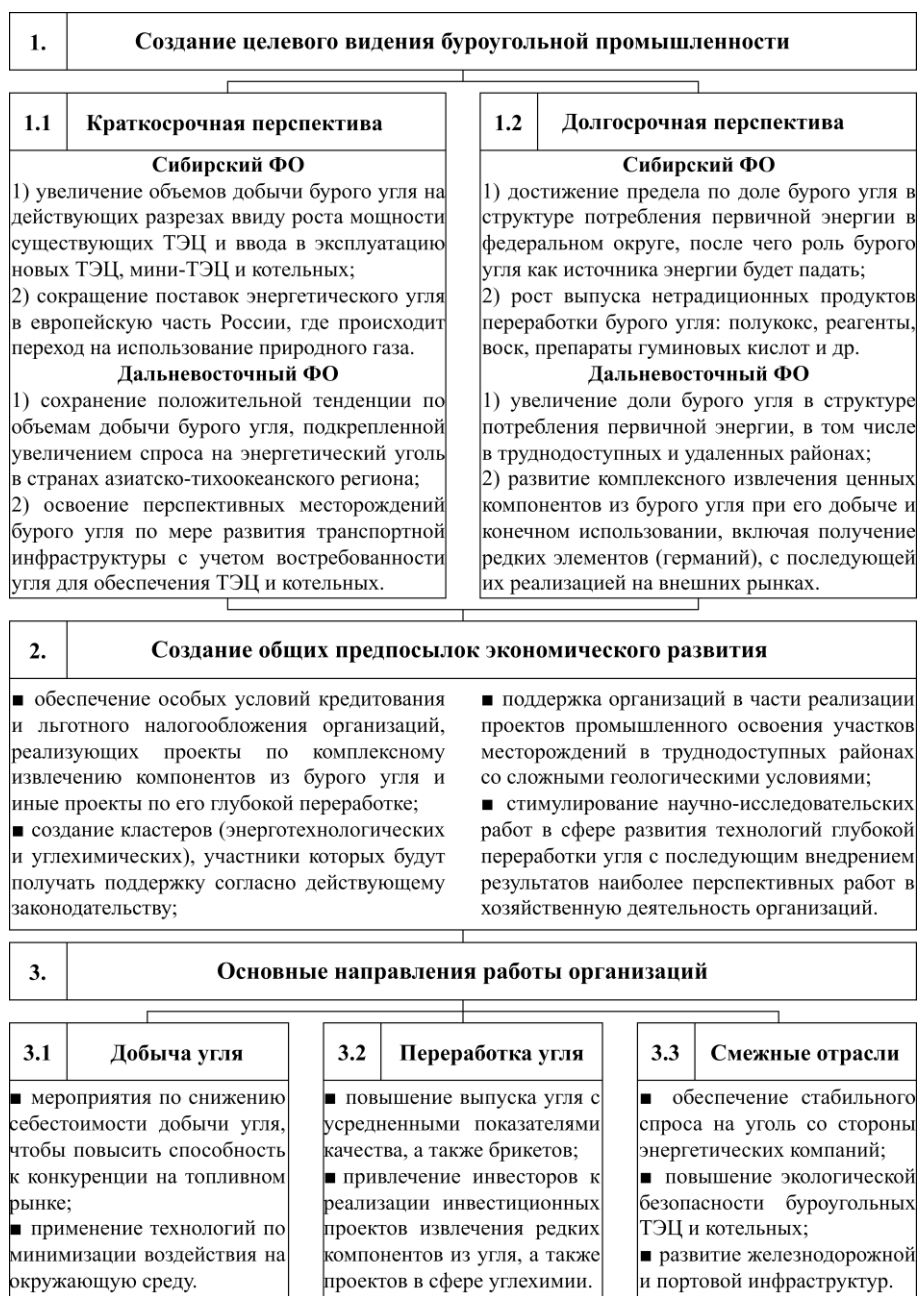 1. Создание целевого видения буроугольной промышленности
1.1 Краткосрочная перспектива
Сибирский ФО
1) увеличение объемов добычи бурого угля на
действующих разрезах ввиду роста мощности
существующих ТЭЦ и ввода в эксплуатацию
новых ТЭЦ, мини-ТЭЦ и котельных;
2) сокращение поставок энергетического угля
в европейскую часть России, где происходит
переход на использование природного газа.
Дальневосточный ФО
1) сохранение положительной тенденции по
объемам добычи бурого угля, подкрепленной
увеличением спроса на энергетический уголь
в странах азиатско-тихоокеанского региона;
2) освоение перспективных месторождений
бурого угля по мере развития транспортной
инфраструктуры с учетом востребованности
угля для обеспечения ТЭЦ и котельных.
1.2 Долгосрочная перспектива
Сибирский ФО
1) достижение предела по доле бурого угля в
структуре потребления первичной энергии в
федеральном округе, после чего роль бурого
угля как источника энергии будет падать;
2) рост выпуска нетрадиционных продуктов
переработки бурого угля: полукокс, реагенты,
воск, препараты гуминовых кислот и др.
Дальневосточный ФО
1) увеличение доли бурого угля в структуре
потребления первичной энергии, в том числе
в труднодоступных и удаленных районах;
2) развитие комплексного извлечения ценных
компонентов из бурого угля при его добыче и
конечном использовании, включая получение
редких элементов (германий), с последующей
их реализацией на внешних рынках.
2. Создание общих предпосылок экономического развития
■ обеспечение особых условий кредитования
и льготного налогообложения организаций,
реализующих проекты по комплексному
извлечению компонентов из бурого угля и
иные проекты по его глубокой переработке;
■ создание кластеров (энерготехнологических
и углехимических), участники которых будут
получать поддержку согласно действующему
законодательству;
■ поддержка организаций в части реализации
проектов промышленного освоения участков
месторождений в труднодоступных районах
со сложными геологическими условиями;
■ стимулирование научно-исследовательских
работ в сфере развития технологий глубокой
переработки угля с последующим внедрением
результатов наиболее перспективных работ в
хозяйственную деятельность организаций.
3. Основные направления работы организаций
3.1 Добыча угля
■ мероприятия по снижению
себестоимости добычи угля,
чтобы повысить способность
к конкуренции на топливном
рынке;
■ применение технологий по
минимизации воздействия на
окружающую среду.
3.2 Переработка угля
■ повышение выпуска угля с
усредненными показателями
качества, а также брикетов;
■ привлечение инвесторов к
реализации инвестиционных
проектов извлечения редких
компонентов из угля, а также
проектов в сфере углехимии.
3.3 Смежные отрасли
■ обеспечение стабильного
спроса на уголь со стороны
энергетических компаний;
■ повышение экологической
безопасности буроугольных
ТЭЦ и котельных;
■ развитие железнодорожной
и портовой инфраструктур.